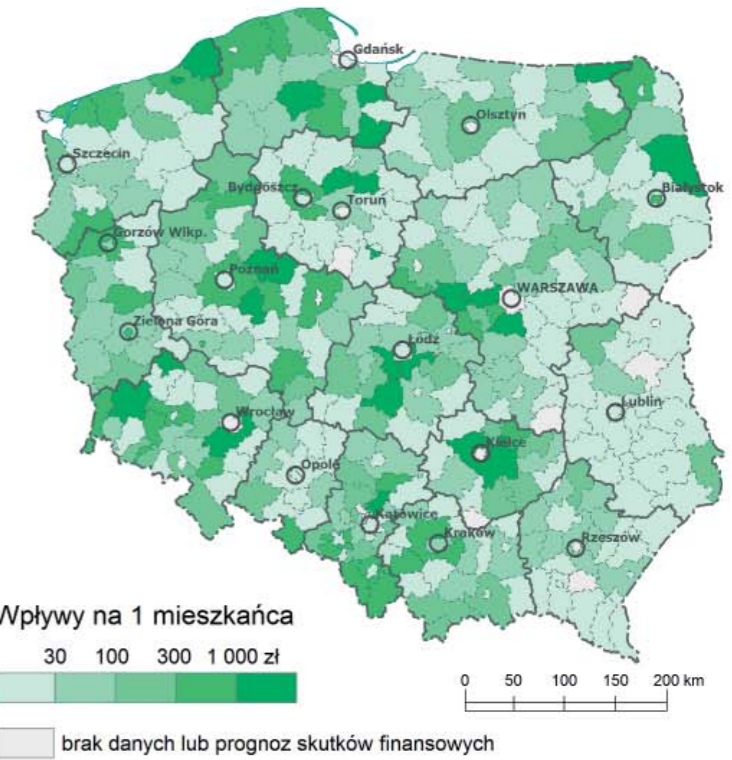 Gdańsk
Olsztyn
Szczecin
Białystok
Bydgoszcz
Toruń
Gorzów Wlkp.
Poznań
WARSZAWA
Zielona Góra
Łódź
Lublin
Wrocław
Kielce
Opole
Katowice
Kraków
Rzeszów
Wpływy na 1 mieszkańca
30 100 300 1 000 zł
0 50 100 150 200 km
brak danych lub prognoz skutków finansowych